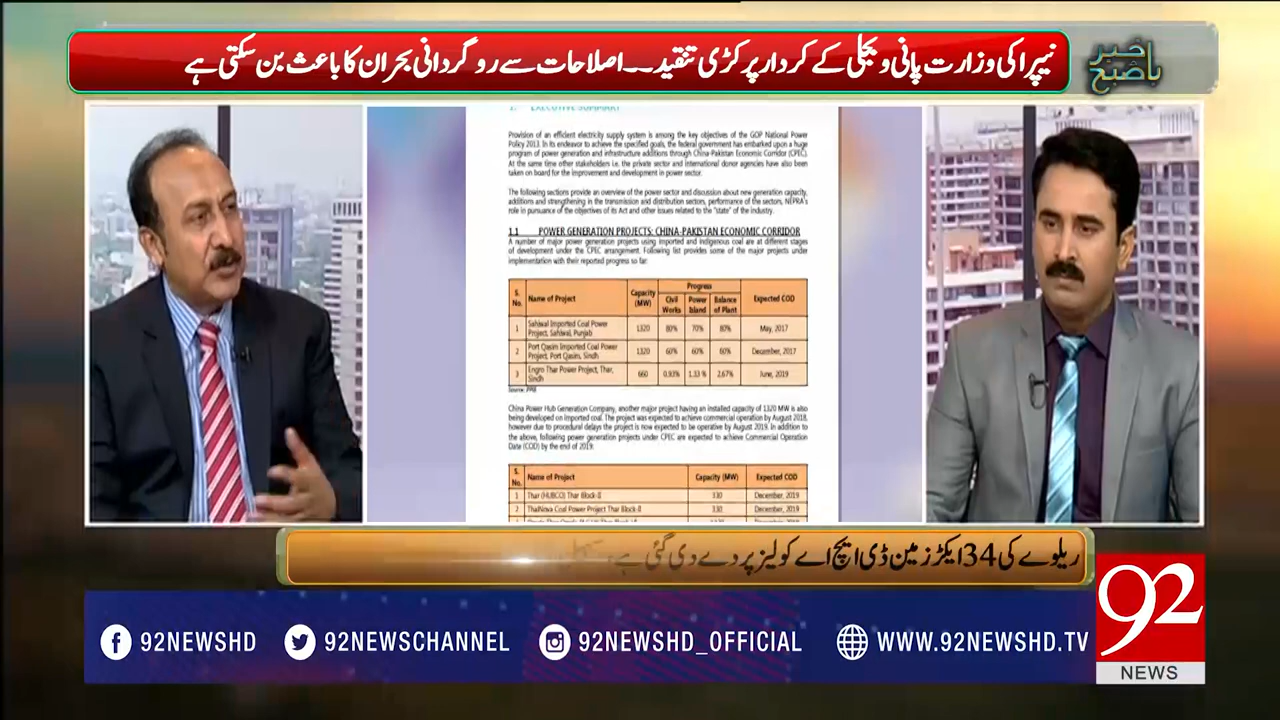 نیپرا کی وزارت پانی و بجلی کے کردار پر کڑی تنقید۔۔اصلاحات سے روگردانی بحران کا باعث بن سکتی ہے
باخبر
صبح
EXECUTIVE SUMMARY
Provision of an efficient electricity supply system is among the key objectives of the GOP National Power
Policy 2013. In its endeavor to achieve the specified goals, the federal government has embarked upon a huge
program of power generation and infrastructure additions through China-Pakistan Economic Corridor (CPEC).
At the same time other stakeholders i.e. the private sector and international donor agencies have also been
taken on board for the improvement and development in power sector.
The following sections provide an overview of the power sector and discussion about new generation capacity,
additions and strengthening in the transmission and distribution sectors, performance of the sectors, NEPRA's
role in pursuance of the objectives of its Act and other issues related to the "state" of the industry.
1.1 POWER GENERATION PROJECTS: CHINA-PAKISTAN ECONOMIC CORRIDOR
A number of major power generation projects using imported and indigenous coal are at different stages
of development under the CPEC arrangement. Following list provides some of the major projects under
implementation with their reported progress so far:
S. No. Name of Project Capacity (MW) Progress Expected COD
Civil Works Power Island Balance of Plant
1 Sahiwal Imported Coal Power Project, Sahiwal, Punjab 1320 80% 70% 80% May, 2017
2 Port Qasim Imported Coal Power Project, Port Qasim, Sindh 1320 60% 60% 60% December, 2017
3 Engro Thar Power Project, Thar, Sindh 660 0.93% 1.33 % 2.67% June, 2019
Source: PPIB
China Power Hub Generation Company, another major project having an installed capacity of 1320 MW is also
being developed on imported coal. The project was expected to achieve commercial operation by August 2018,
however due to procedural delays the project is now expected to be operative by August 2019. In addition to
the above, following power generation projects under CPEC are expected to achieve Commercial Operation
Date (COD) by the end of 2019:
S. No. Name of Project Capacity (MW) Expected COD
1 Thar (HUBCO) Thar Block-II 330 December, 2019
2 ThalNova Coal Power Project Thar Block-II 330 December, 2019
ریلوے کی 34 ایکڑ زمین ڈی ایچ اے کو لیز پر دے دی گئی ہے
92NEWSHD
92NEWSCHANNEL
92NEWSHD_OFFICIAL
WWW.92NEWSHD.TV
92
NEWS